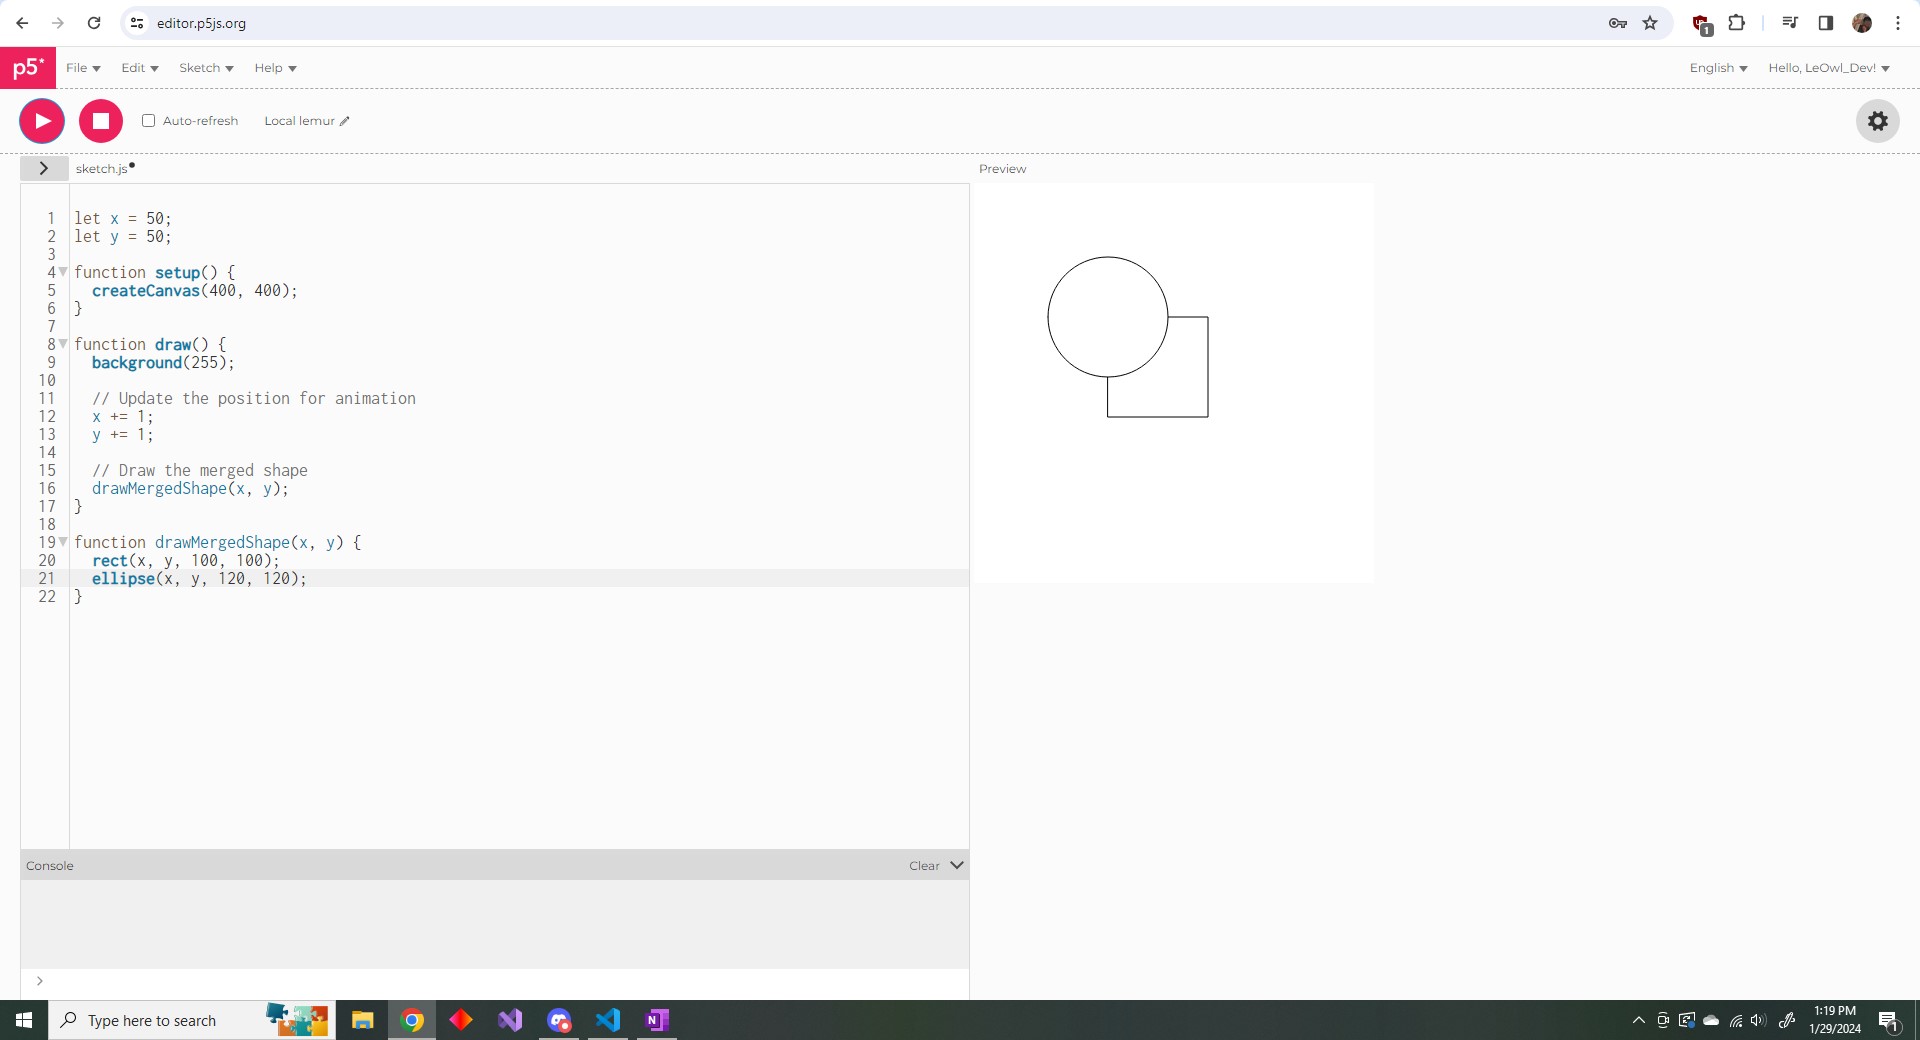 editor.p5js.org
1
p5*
File
Edit
Sketch
Help
English
Hello, LeOwl_Dev!
Auto-refresh
Local lemur
sketch.js
Preview
1 let x = 50;
2 let y = 50;
3
4 function setup() {
5 createCanvas(400, 400);
6 }
7
8 function draw() {
9 background(255);
10
11 // Update the position for animation
12 x += 1;
13 y += 1;
14
15 // Draw the merged shape
16 drawMergedShape(x, y);
17 }
18
19 function drawMergedShape(x, y) {
20 rect(x, y, 100, 100);
21 ellipse(x, y, 120, 120);
22 }
Console
Clear
>
Type here to search
N
1:19 PM
1/29/2024
1